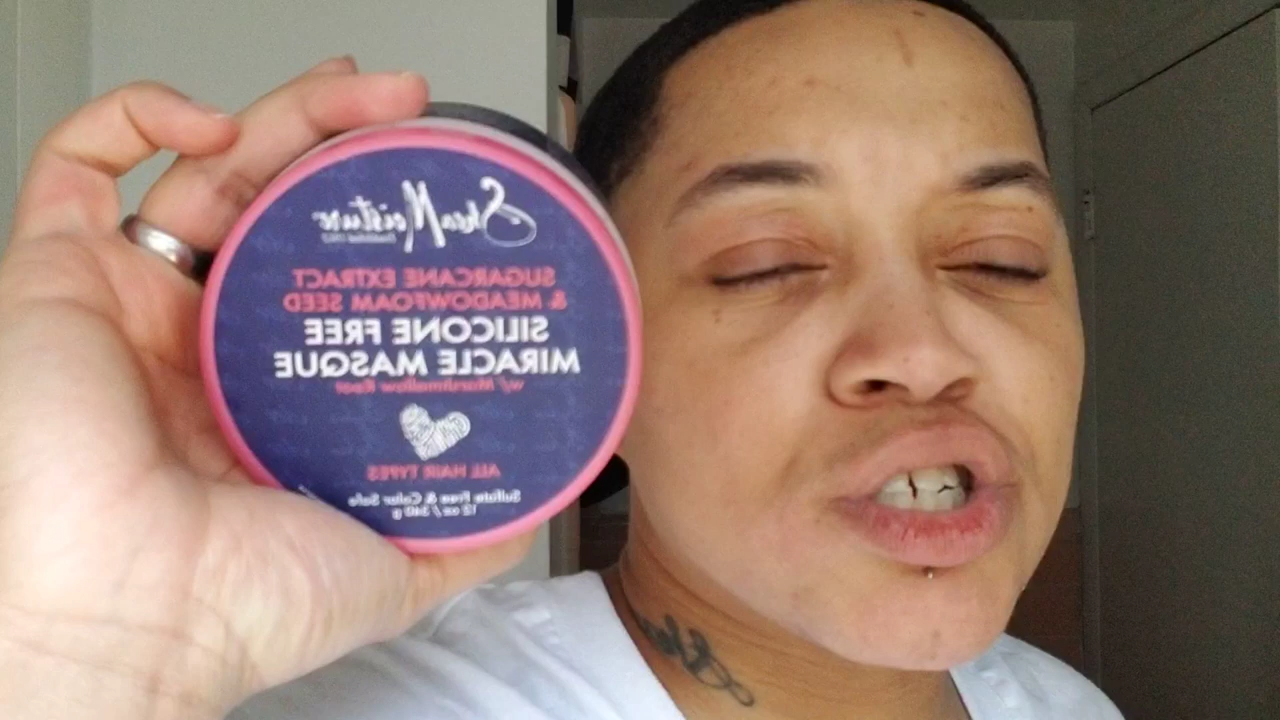 SheaMoisture
SUGARCANE EXTRACT
& MEADOWFOAM SEED
SILICONE FREE
MIRACLE MASQUE
w/ Marshmallow Root
ALL HAIR TYPES
Sulfate Free & Color Safe
12 oz / 340 g